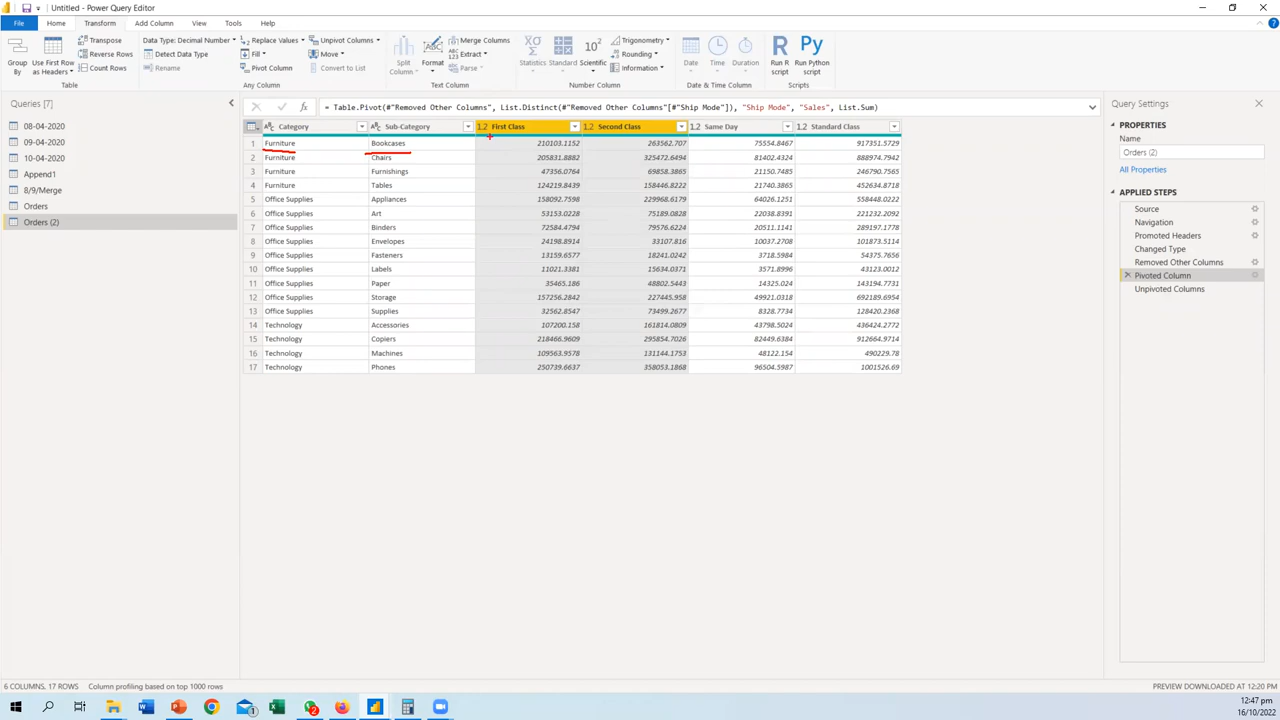 Untitled - Power Query Editor
File Home Transform Add Column View Tools Help
Group By
Use First Row as Headers
Transpose
Reverse Rows
Count Rows
Table
Data Type: Decimal Number
Detect Data Type
Rename
Replace Values
Fill
Pivot Column
Unpivot Columns
Move
Convert to List
Any Column
Split Column
Format
Merge Columns
Extract
Parse
Text Column
Statistics
Standard
Scientific
Trigonometry
Rounding
Information
Number Column
Date
Time
Duration
Date & Time Column
Run R script
Run Python script
Scripts
Queries [7]
08-04-2020
09-04-2020
10-04-2020
Append1
8/9/Merge
Orders
Orders (2)
= Table.Pivot(#"Removed Other Columns", List.Distinct(#"Removed Other Columns"[#"Ship Mode"]), "Ship Mode", "Sales", List.Sum)
Category Sub-Category 1.2 First Class 1.2 Second Class 1.2 Same Day 1.2 Standard Class
1 Furniture Bookcases 210103.1152 263562.707 75554.8467 917351.5729
2 Furniture Chairs 205831.8882 325472.6494 81402.4324 888974.7942
3 Furniture Furnishings 47356.0764 69858.3865 21150.7485 246790.7565
4 Furniture Tables 124219.8439 158446.8222 21740.3865 452634.8718
5 Office Supplies Appliances 158092.7598 229968.6179 64026.1251 558448.0222
6 Office Supplies Art 53153.0228 75189.0828 22038.8391 221232.2092
7 Office Supplies Binders 72584.4794 79576.6224 20511.1141 289197.1778
8 Office Supplies Envelopes 24198.8914 33107.816 10037.2708 101873.5114
9 Office Supplies Fasteners 13159.6577 18241.0242 3718.5984 54375.7656
10 Office Supplies Labels 11021.3381 15634.0371 3571.8996 43123.0012
11 Office Supplies Paper 35465.186 48802.5443 14325.024 143194.7731
12 Office Supplies Storage 157256.2842 227445.958 49921.0318 692189.6954
13 Office Supplies Supplies 32562.8547 73499.2677 8328.7734 128420.2368
14 Technology Accessories 107200.158 161814.0809 43798.5024 436424.2772
15 Technology Copiers 218466.9609 295854.7026 82449.6384 912664.9714
16 Technology Machines 109563.9578 131144.1753 48122.154 490229.78
17 Technology Phones 250739.6637 358053.1868 96504.5987 1001526.69
Query Settings
PROPERTIES
Name
Orders (2)
All Properties
APPLIED STEPS
Source
Navigation
Promoted Headers
Changed Type
Removed Other Columns
Pivoted Column
Unpivoted Columns
6 COLUMNS, 17 ROWS Column profiling based on top 1000 rows
PREVIEW DOWNLOADED AT 12:20 PM
12:47 pm
16/10/2022